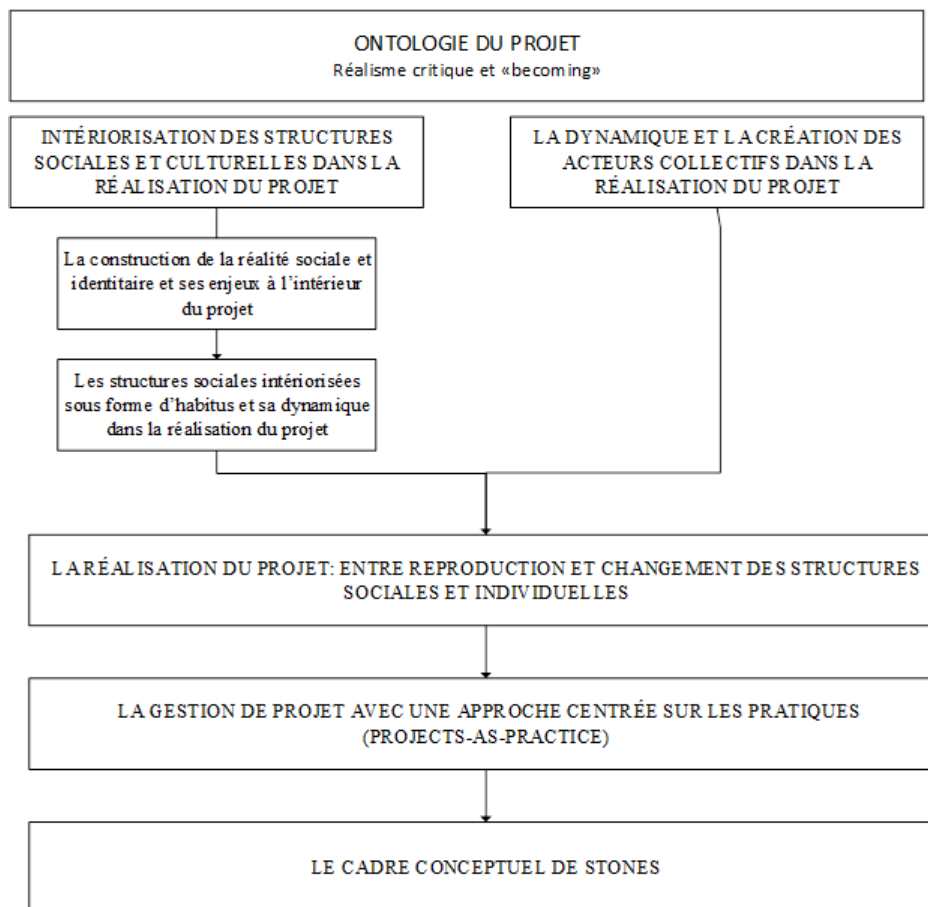 ONTOLOGIE DU PROJET
Réalisme critique et «becoming»
INTÉRIORISATION DES STRUCTURES
SOCIALES ET CULTURELLES DANS LA
RÉALISATION DU PROJET
LA DYNAMIQUE ET LA CRÉATION DES
ACTEURS COLLECTIFS DANS LA
RÉALISATION DU PROJET
La construction de la réalité sociale et
identitaire et ses enjeux à l'intérieur
du projet
Les structures sociales intériorisées
sous forme d'habitus et sa dynamique
dans la réalisation du projet
LA RÉALISATION DU PROJET: ENTRE REPRODUCTION ET CHANGEMENT DES STRUCTURES
SOCIALES ET INDIVIDUELLES
LA GESTION DE PROJET AVEC UNE APPROCHE CENTRÉE SUR LES PRATIQUES
(PROJECTS-AS-PRACTICE)
LE CADRE CONCEPTUEL DE STONES